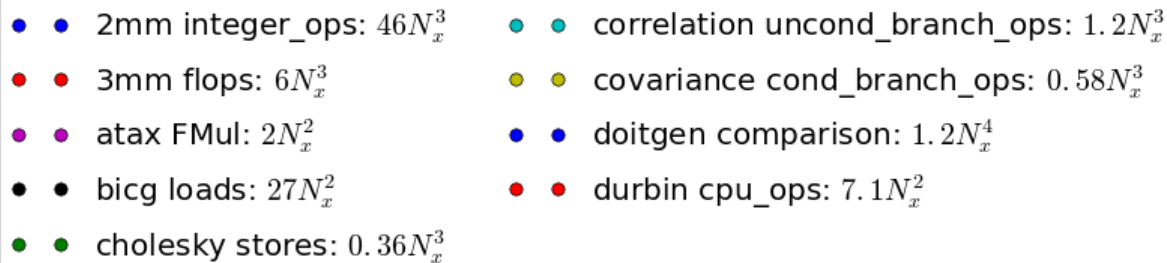 2mm integer_ops: 46N_x^3
3mm flops: 6N_x^3
atax FMul: 2N_x^2
bicg loads: 27N_x^2
cholesky stores: 0.36N_x^3
correlation uncond_branch_ops: 1.2N_x^3
covariance cond_branch_ops: 0.58N_x^3
doitgen comparison: 1.2N_x^4
durbin cpu_ops: 7.1N_x^2